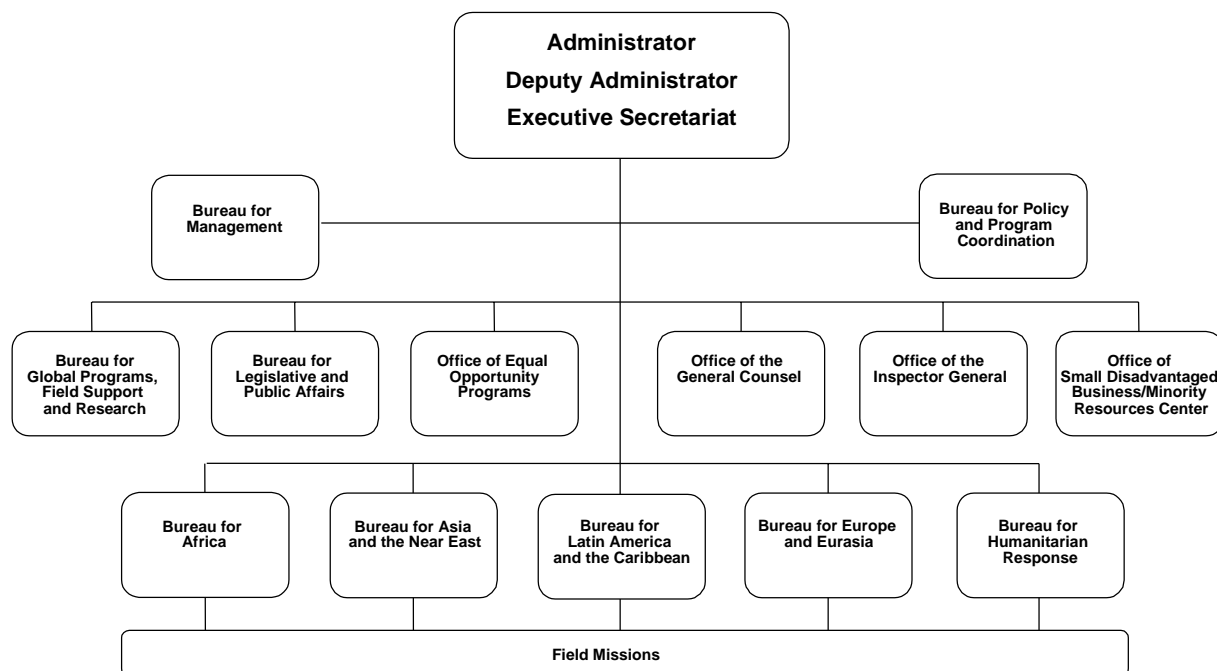 Administrator
Deputy Administrator
Executive Secretariat
Bureau for
Management
Bureau for Policy
and Program
Coordination
Bureau for
Global Programs,
Field Support
and Research
Bureau for
Legislative and
Public Affairs
Office of Equal
Opportunity
Programs
Office of the
General Counsel
Office of the
Inspector General
Office of
Small Disadvantaged
Business/Minority
Resources Center
Bureau for
Africa
Bureau for Asia
and the Near East
Bureau for
Latin America
and the Caribbean
Bureau for Europe
and Eurasia
Bureau for
Humanitarian
Response
Field Missions